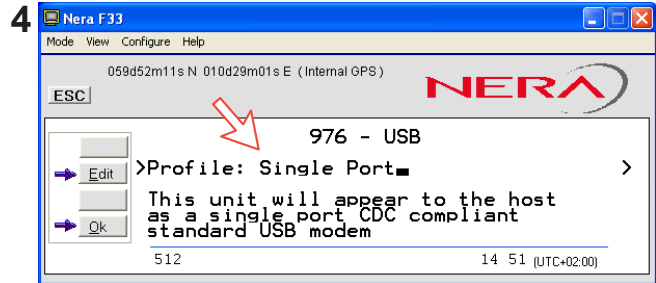 4
Nera F33
Mode View Configure Help
059d52m11s N 010d29m01s E (Internal GPS)
ESC
NERA
976 - USB
Edit
>Profile: Single Port >
This unit will appear to the host
as a single port CDC compliant
Ok
standard USB modem
512 14 51 (UTC+02:00)